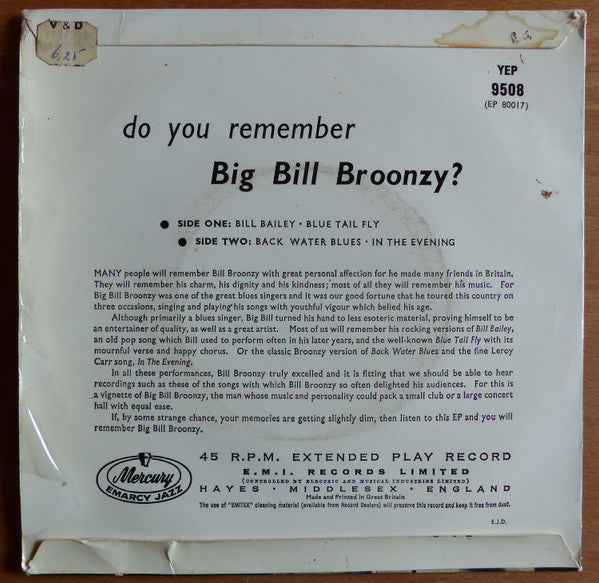 V & D
6,25
YEP
9508
(EP 80017)
do you remember
Big Bill Broonzy?
● SIDE ONE: BILL BAILEY · BLUE TAIL FLY
● SIDE TWO: BACK WATER BLUES · IN THE EVENING
MANY people will remember Bill Broonzy with great personal affection for he made many friends in Britain.
They will remember his charm, his dignity and his kindness; most of all they will remember his music. For
Big Bill Broonzy was one of the great blues singers and it was our good fortune that he toured this country on
three occasions, singing and playing his songs with youthful vigour which belied his age.
Although primarily a blues singer, Big Bill turned his hand to less esoteric material, proving himself to be
an entertainer of quality, as well as a great artist. Most of us will remember his rocking versions of Bill Bailey,
an old pop song which Bill used to perform often in his later years, and the well-known Blue Tail Fly with its
mournful verse and happy chorus. Or the classic Broonzy version of Back Water Blues and the fine Leroy
Carr song, In The Evening.
In all these performances, Bill Broonzy truly excelled and it is fitting that we should be able to hear
recordings such as these of the songs with which Bill Broonzy so often delighted his audiences. For this is
a vignette of Big Bill Broonzy, the man whose music and personality could pack a small club or a large concert
hall with equal ease.
If, by some strange chance, your memories are getting slightly dim, then listen to this EP and you will
remember Big Bill Broonzy.
Mercury
EMARCY JAZZ
45 R.P.M. EXTENDED PLAY RECORD
E.M.I. RECORDS LIMITED
(CONTROLLED BY ELECTRIC AND MUSICAL INDUSTRIES LIMITED)
HAYES · MIDDLESEX · ENGLAND
Made and Printed in Great Britain
The use of "EMITEX" cleaning material (available from Record Dealers) will preserve this record and keep it free from dust.
E.J.D.